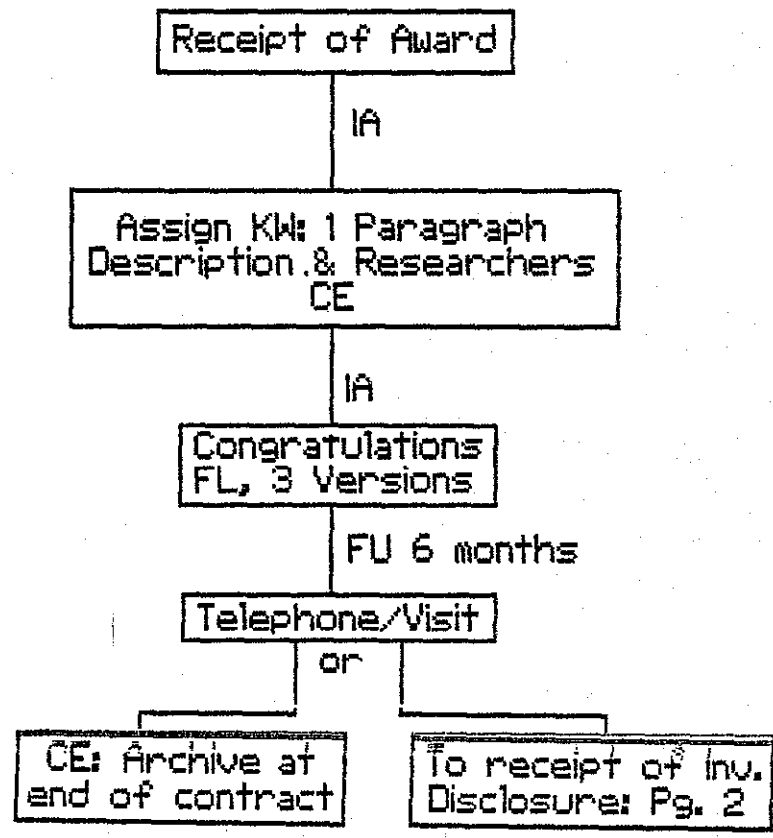 Receipt of Award
IA
Assign KW: 1 Paragraph
Description & Researchers
CE
IA
Congratulations
FL, 3 Versions
FU 6 months
Telephone/Visit
or
CE: Archive at
end of contract
To receipt of Inv.
Disclosure: Pg. 2